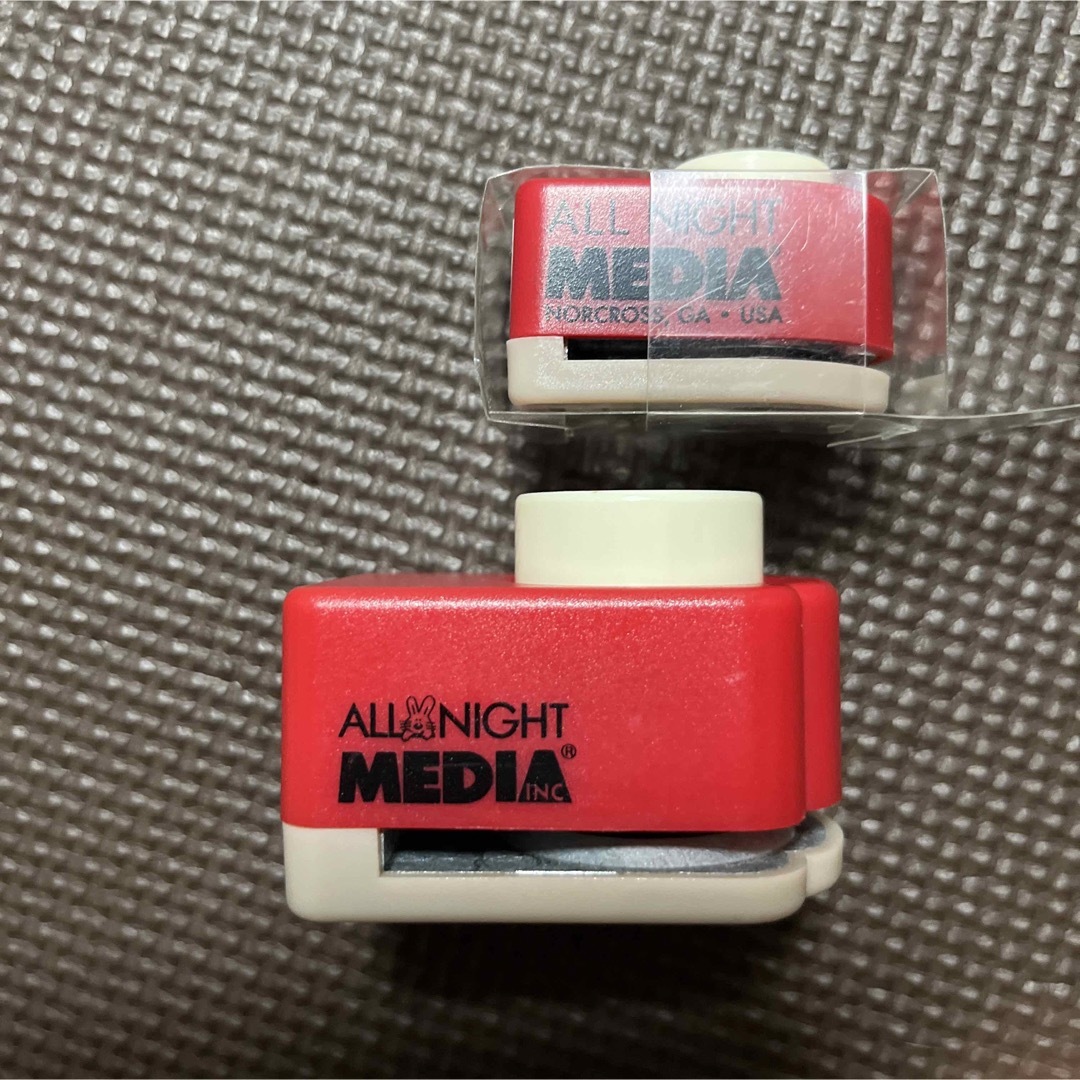 ALL NIGHT
MEDIA
NORCROSS, GA • USA
ALL NIGHT
MEDIA®
INC